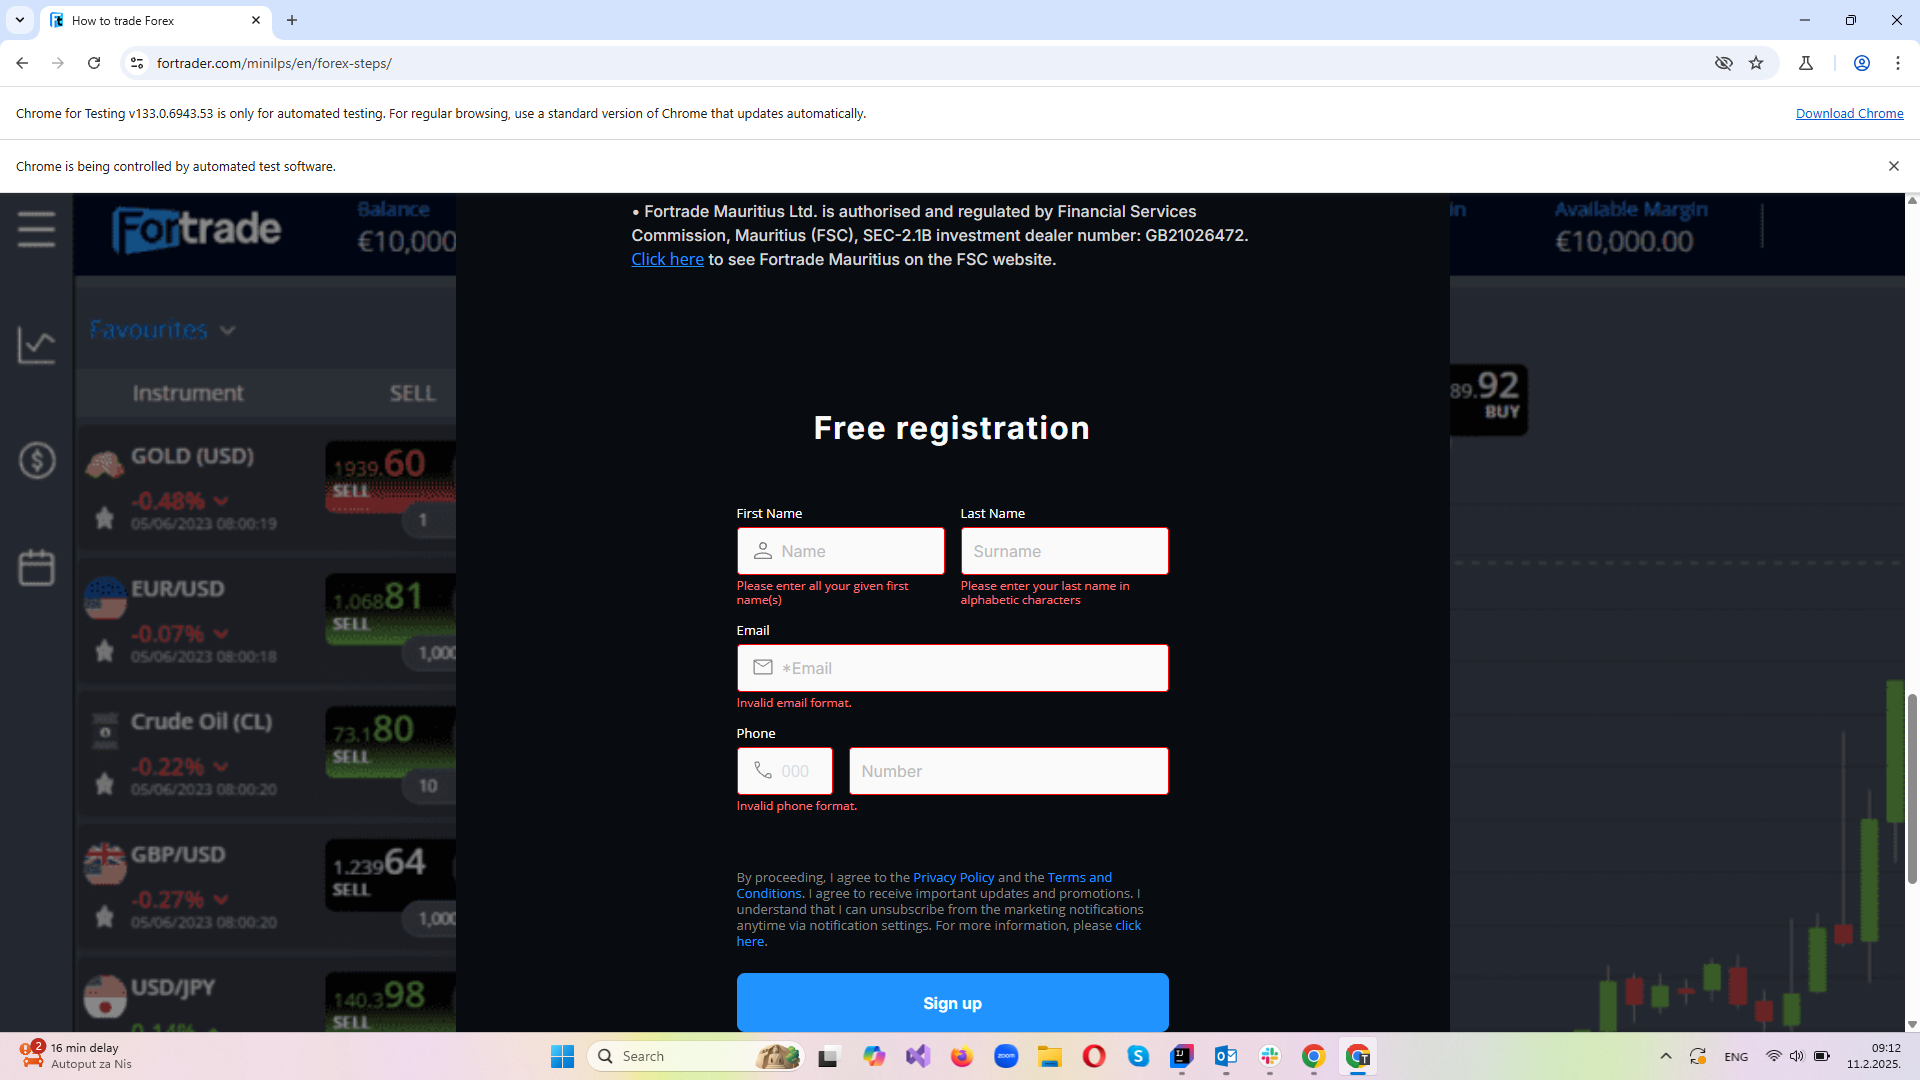 How to trade Forex
fortrader.com/minilps/en/forex-steps/
Chrome for Testing v133.0.6943.53 is only for automated testing. For regular browsing, use a standard version of Chrome that updates automatically.
Download Chrome
Chrome is being controlled by automated test software.
Fortrade
Balance
€10,000
in
Available Margin
€10,000.00
• Fortrade Mauritius Ltd. is authorised and regulated by Financial Services
Commission, Mauritius (FSC), SEC-2.1B investment dealer number: GB21026472.
Click here to see Fortrade Mauritius on the FSC website.
Favourites
Instrument
SELL
89.92
BUY
GOLD (USD)
-0.48%
05/06/2023 08:00:19
1939.60
SELL
1
EUR/USD
-0.07%
05/06/2023 08:00:18
1.06881
SELL
1,000
Crude Oil (CL)
-0.22%
05/06/2023 08:00:20
73.180
SELL
10
GBP/USD
-0.27%
05/06/2023 08:00:20
1.23964
SELL
1,000
USD/JPY
0.14%
140.398
SELL
Free registration
First Name
Last Name
Name
Surname
Please enter all your given first
name(s)
Please enter your last name in
alphabetic characters
Email
*Email
Invalid email format.
Phone
000
Number
Invalid phone format.
By proceeding, I agree to the Privacy Policy and the Terms and
Conditions. I agree to receive important updates and promotions. I
understand that I can unsubscribe from the marketing notifications
anytime via notification settings. For more information, please click
here.
Sign up
2
16 min delay
Autoput za Nis
Search
zoom
ENG
09:12
11.2.2025.